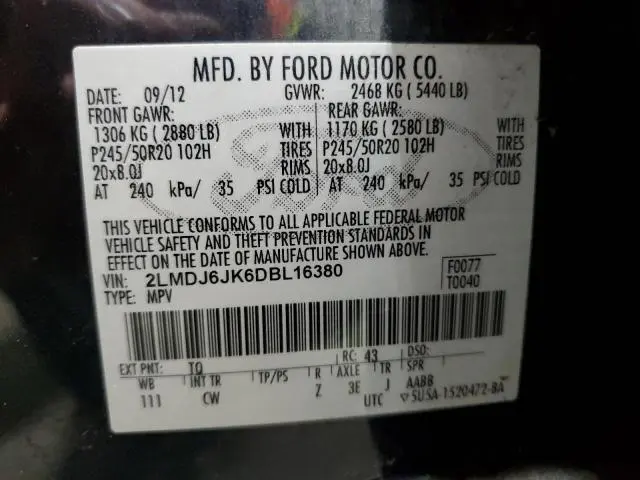 MFD. BY FORD MOTOR CO.
DATE: 09/12 GVWR: 2468 KG ( 5440 LB)
FRONT GAWR: REAR GAWR:
1306 KG ( 2880 LB) WITH 1170 KG ( 2580 LB) WITH
P245/50R20 102H TIRES P245/50R20 102H TIRES
20x8.0J RIMS 20x8.0J RIMS
AT 240 kPa/ 35 PSI COLD AT 240 kPa/ 35 PSI COLD
Ford
THIS VEHICLE CONFORMS TO ALL APPLICABLE FEDERAL MOTOR
VEHICLE SAFETY AND THEFT PREVENTION STANDARDS IN
EFFECT ON THE DATE OF MANUFACTURE SHOWN ABOVE.
VIN: 2LMDJ6JK6DBL16380 F0077
TYPE: MPV T0040
EXT PNT: TQ RC: 43 DSO:
WB INT TR TP/PS R AXLE TR SPR
111 CW Z 3E J AABB
UTC ▽5USA-1520472-BA